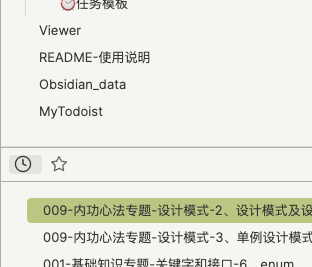 任务模板
Viewer
README-使用说明
Obsidian_data
MyTodoist
009-内功心法专题-设计模式-2、设计模式及设
009-内功心法专题-设计模式-3、单例设计模式
001-基础知识专题-关键字和接口-6、enum